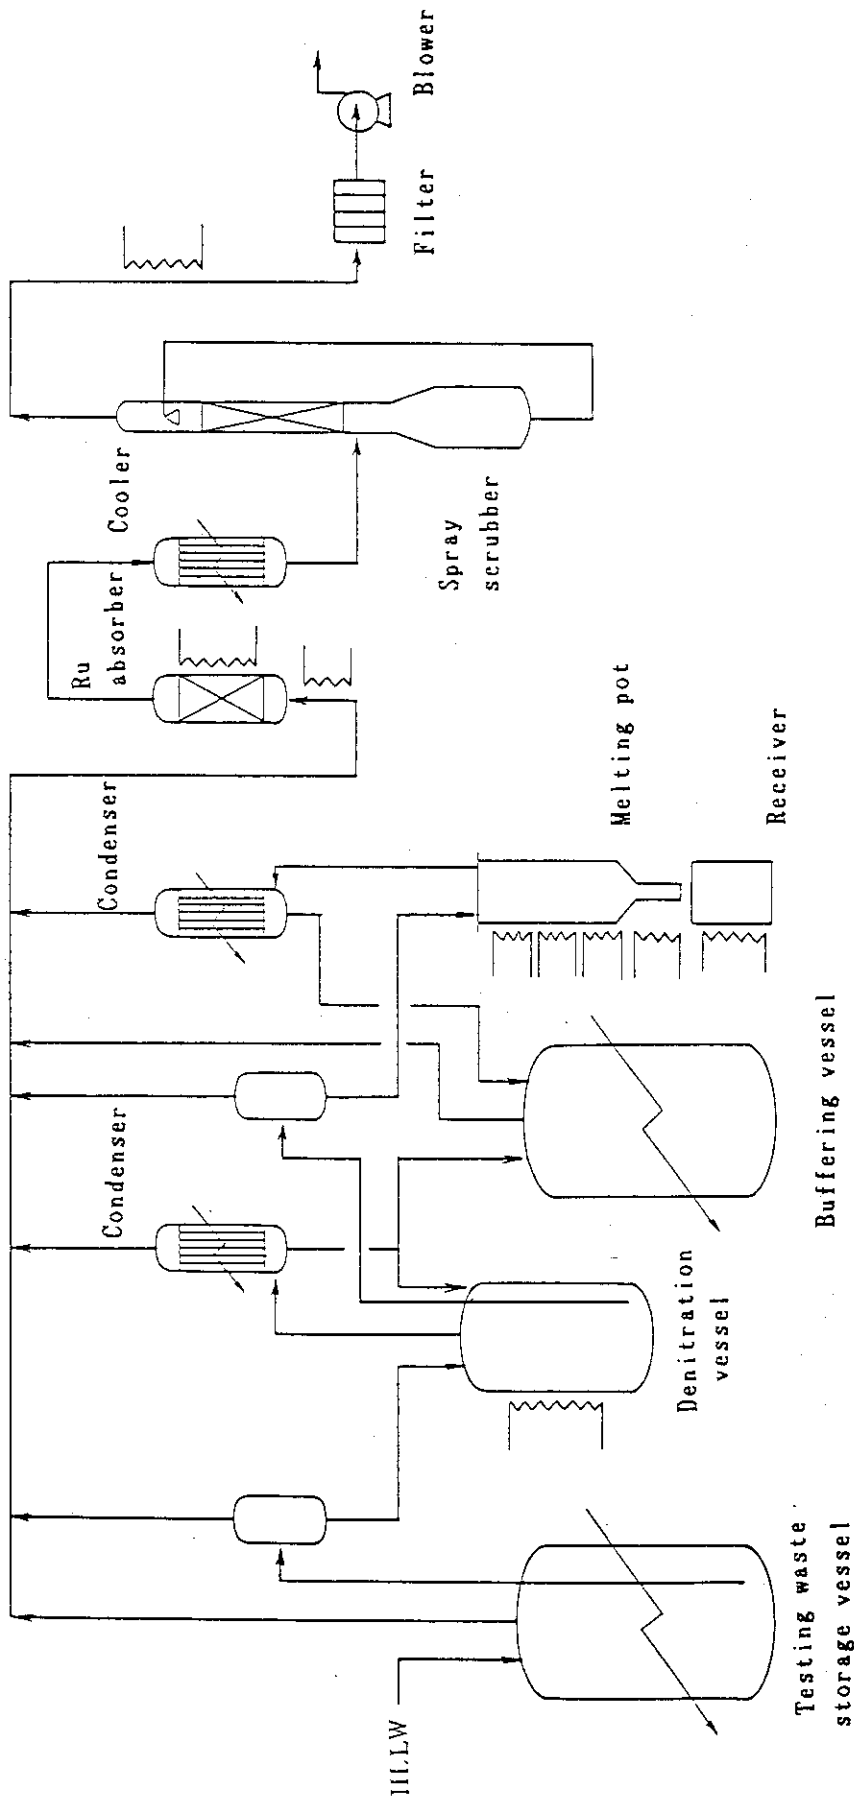 HLLW
Testing waste
storage vessel
Denitration
vessel
Condenser
Buffering vessel
Condenser
Melting pot
Receiver
Ru
absorber
Cooler
Spray
scrubber
Filter
Blower